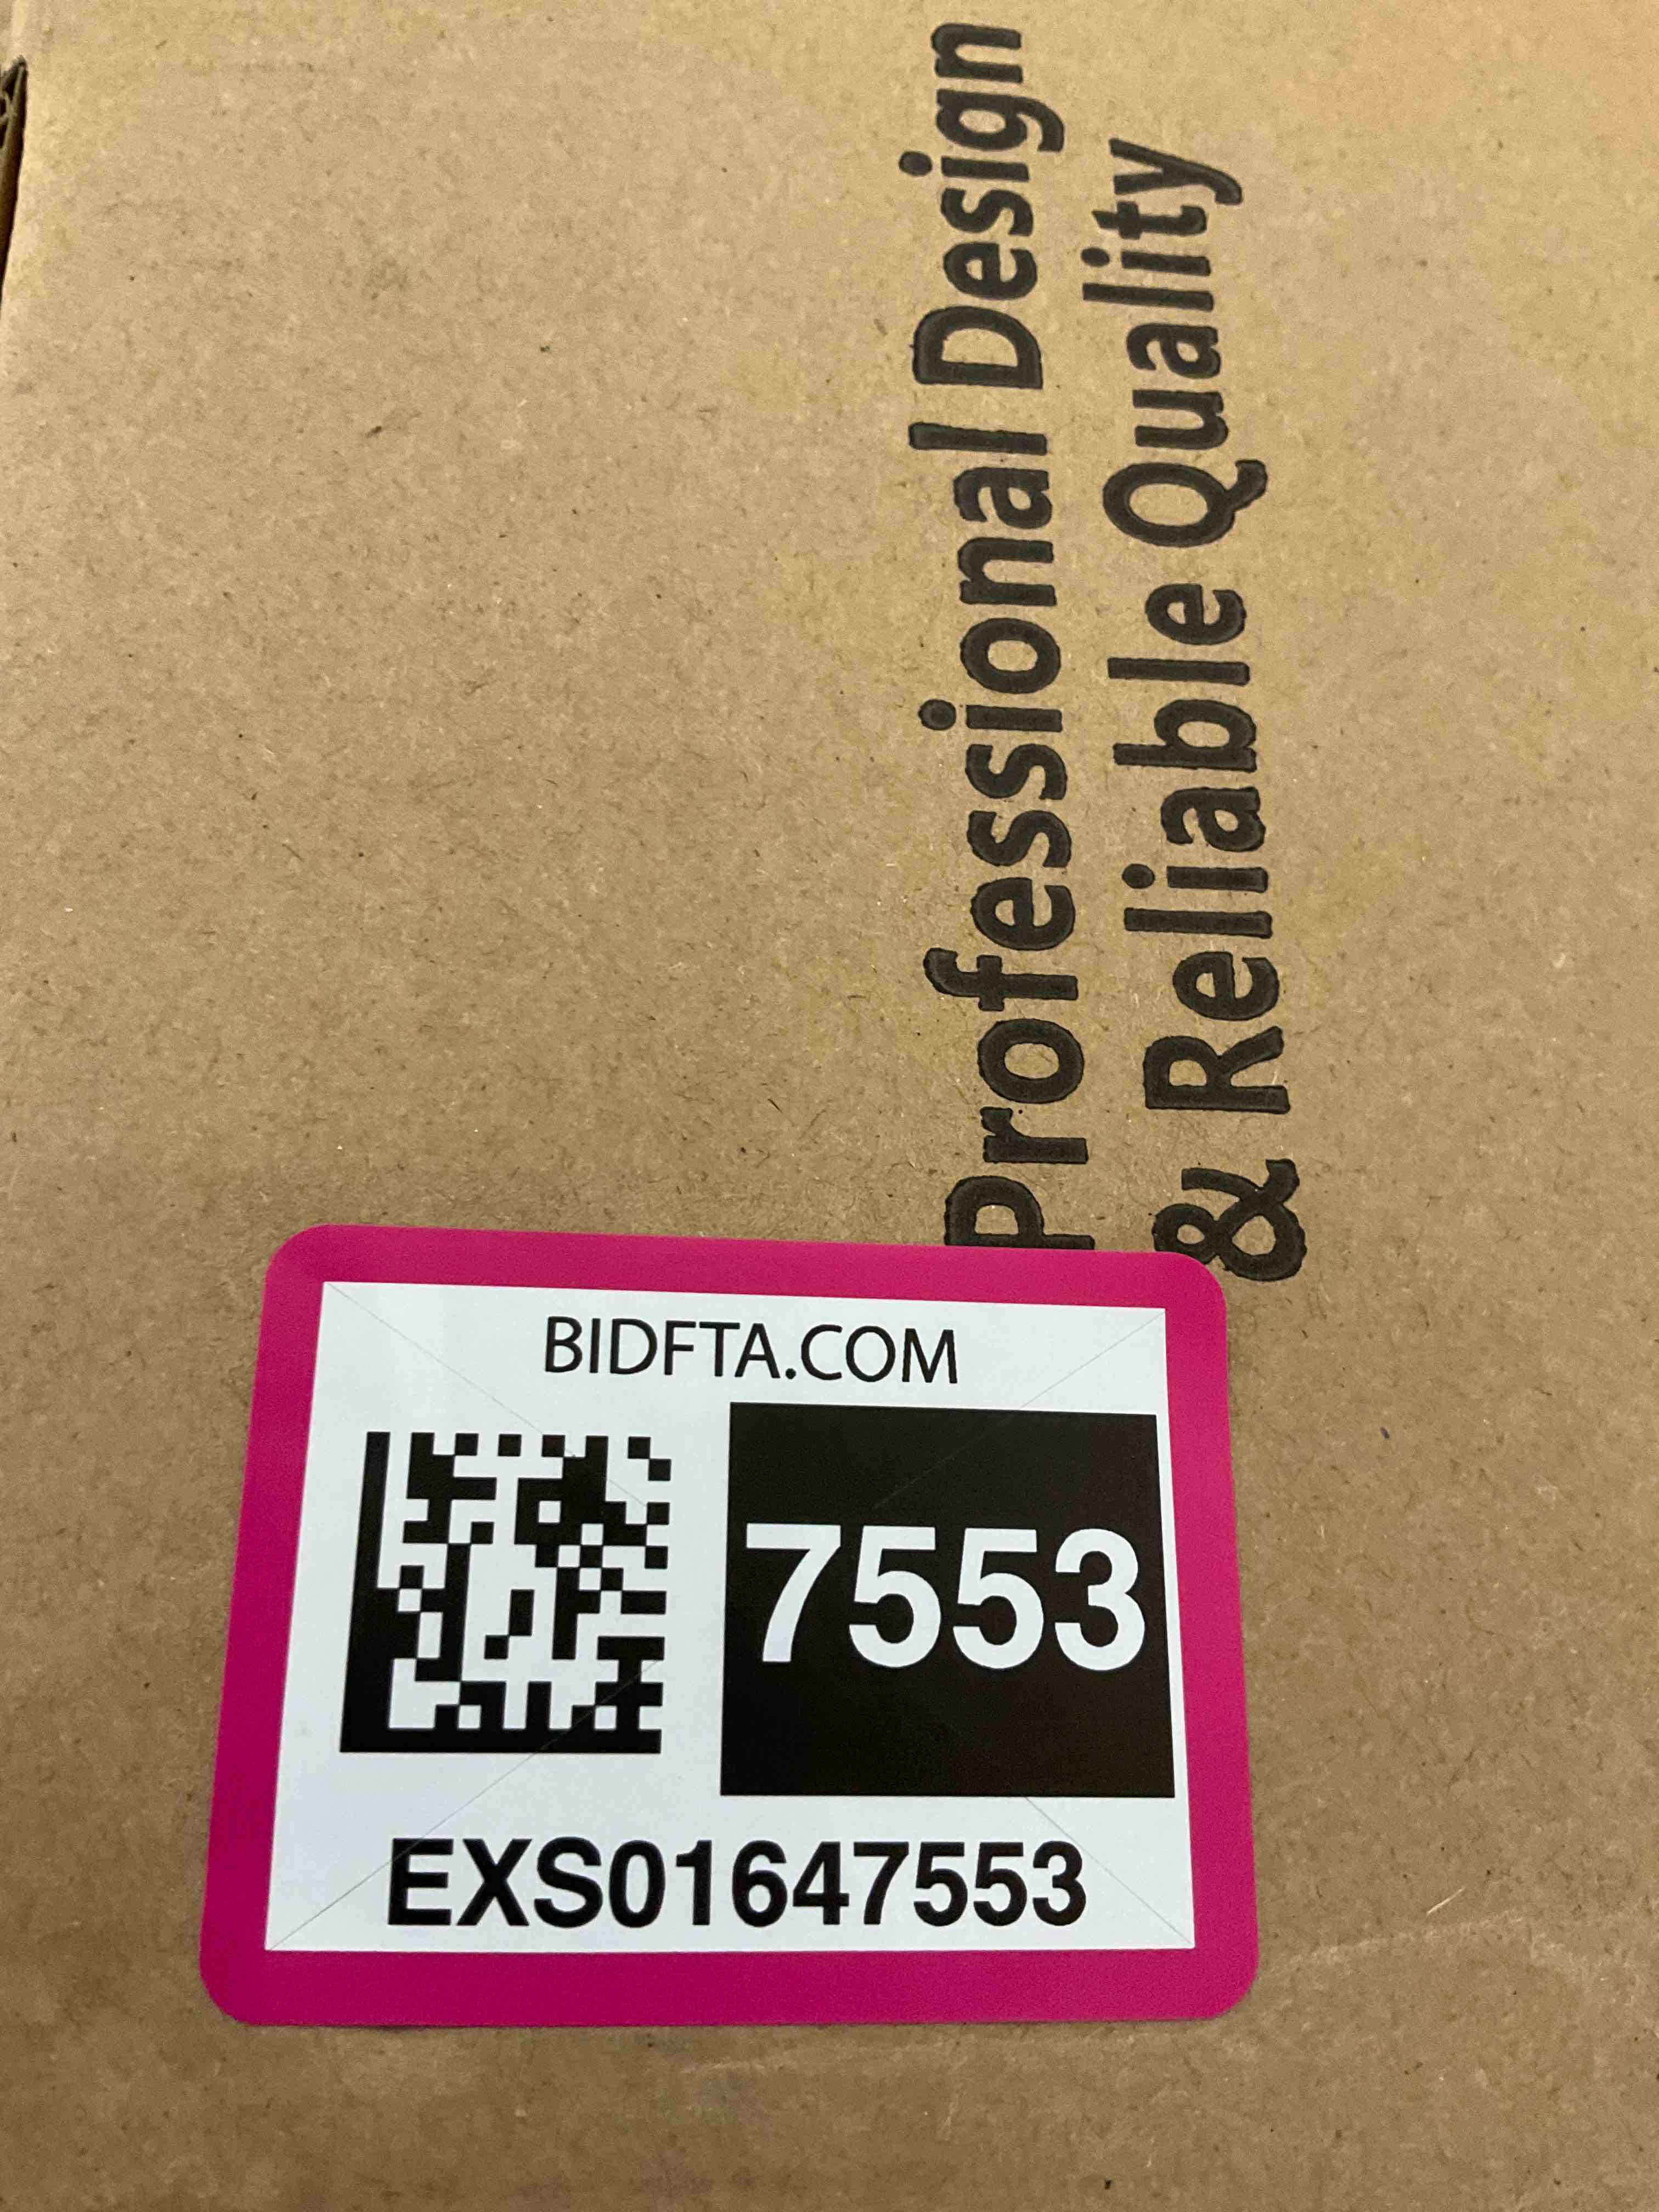 Professional Design
& Reliable Quality
BIDFTA.COM
7553
EXS01647553